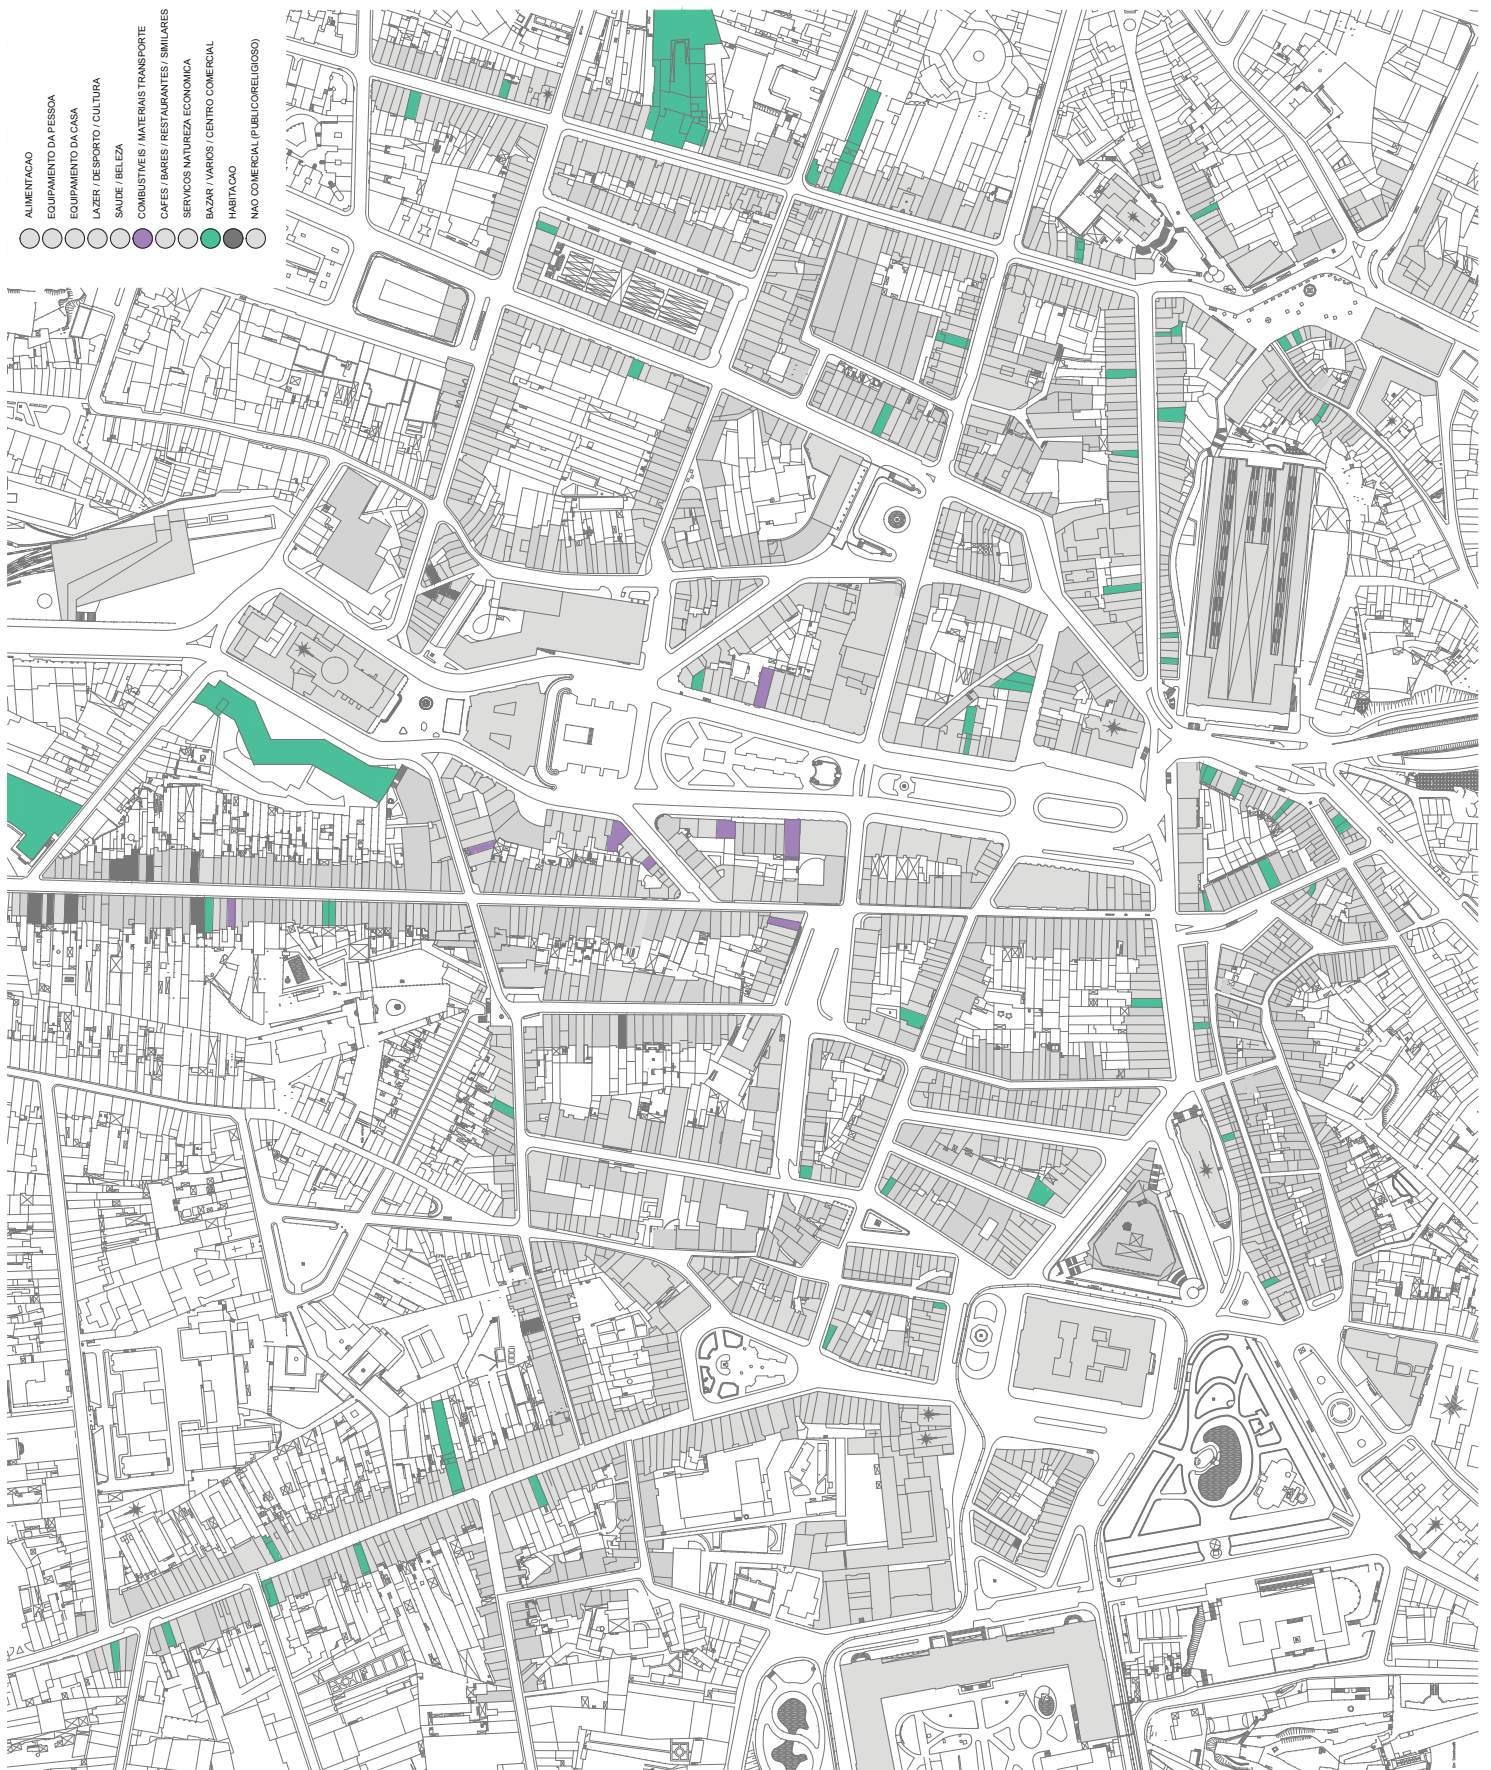 ALIMENTACAO
EQUIPAMENTO DA PESSOA
EQUIPAMENTO DA CASA
LAZER / DESPORTO / CULTURA
SAUDE / BELEZA
COMBUSTIVEIS / MATERIAIS TRANSPORTE
CAFES / BARES / RESTAURANTES / SIMILARES
SERVICOS NATUREZA ECONOMICA
BAZAR / VARIOS / CENTRO COMERCIAL
HABITACAO
NAO COMERCIAL (PUBLICO/RELIGIOSO)